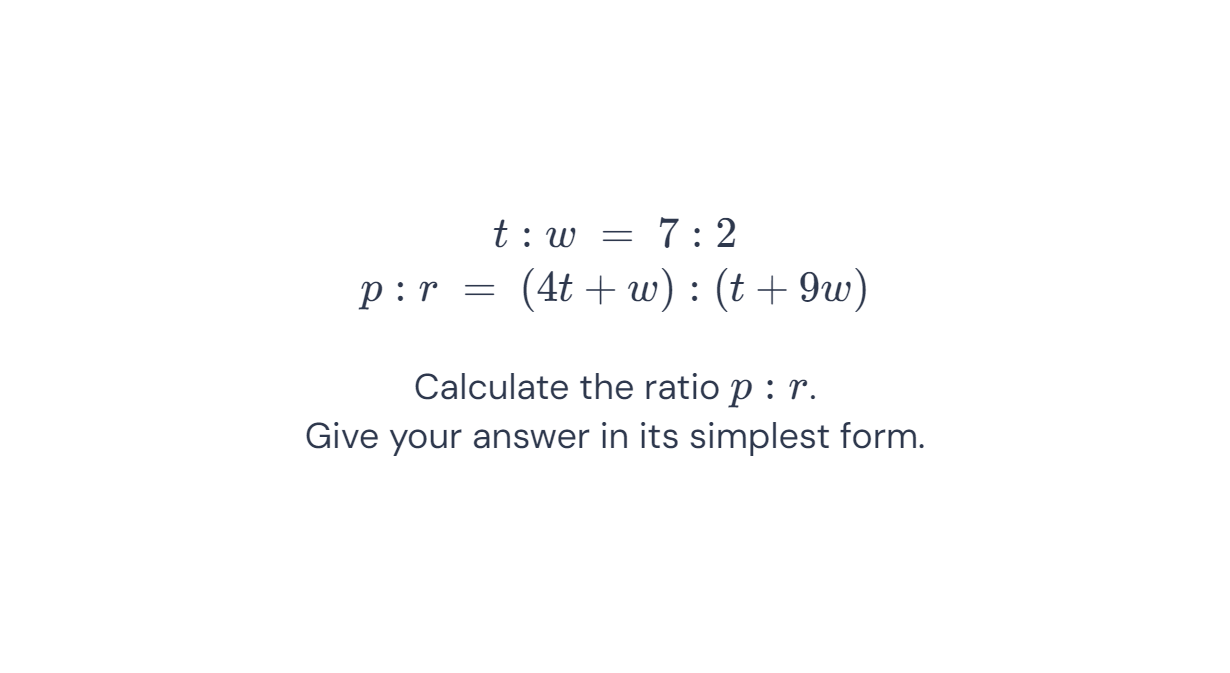 t : w = 7 : 2
p : r = (4t + w) : (t + 9w)
Calculate the ratio p : r.
Give your answer in its simplest form.